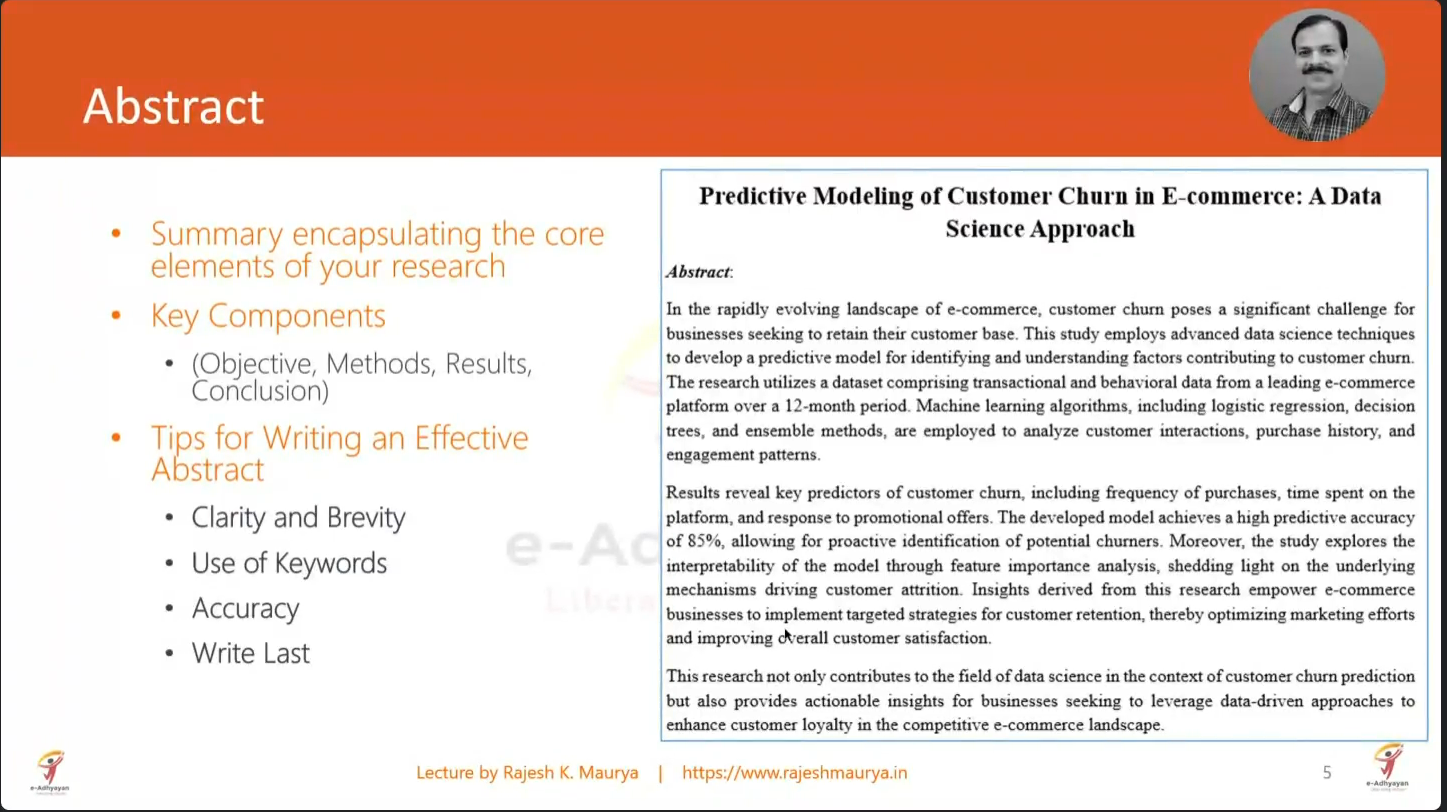 Abstract
• Summary encapsulating the core
elements of your research
• Key Components
• (Objective, Methods, Results,
Conclusion)
• Tips for Writing an Effective
Abstract
• Clarity and Brevity
• Use of Keywords
• Accuracy
• Write Last
Predictive Modeling of Customer Churn in E-commerce: A Data
Science Approach
Abstract:
In the rapidly evolving landscape of e-commerce, customer churn poses a significant challenge for
businesses seeking to retain their customer base. This study employs advanced data science techniques
to develop a predictive model for identifying and understanding factors contributing to customer churn.
The research utilizes a dataset comprising transactional and behavioral data from a leading e-commerce
platform over a 12-month period. Machine learning algorithms, including logistic regression, decision
trees, and ensemble methods, are employed to analyze customer interactions, purchase history, and
engagement patterns.
Results reveal key predictors of customer churn, including frequency of purchases, time spent on the
platform, and response to promotional offers. The developed model achieves a high predictive accuracy
of 85%, allowing for proactive identification of potential churners. Moreover, the study explores the
interpretability of the model through feature importance analysis, shedding light on the underlying
mechanisms driving customer attrition. Insights derived from this research empower e-commerce
businesses to implement targeted strategies for customer retention, thereby optimizing marketing efforts
and improving overall customer satisfaction.
This research not only contributes to the field of data science in the context of customer churn prediction
but also provides actionable insights for businesses seeking to leverage data-driven approaches to
enhance customer loyalty in the competitive e-commerce landscape.
e-Ad
Libera
e-Adhyayan
Lecture by Rajesh K. Maurya | https://www.rajeshmaurya.in
5
e-Adhyayan